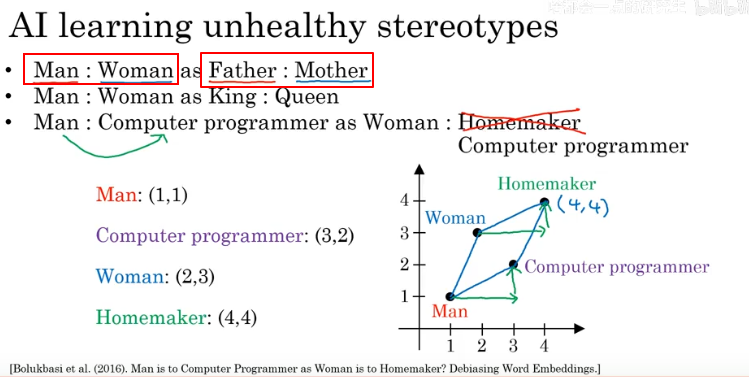 AI learning unhealthy stereotypes
• Man : Woman as Father : Mother
• Man : Woman as King : Queen
• Man : Computer programmer as Woman : Homemaker
Computer programmer
Man: (1,1)
Computer programmer: (3,2)
Woman: (2,3)
Homemaker: (4,4)
Homemaker
4
(4,4)
Woman
3
2
Computer programmer
1
Man
1 2 3 4
[Bolukbasi et al. (2016). Man is to Computer Programmer as Woman is to Homemaker? Debiasing Word Embeddings.]